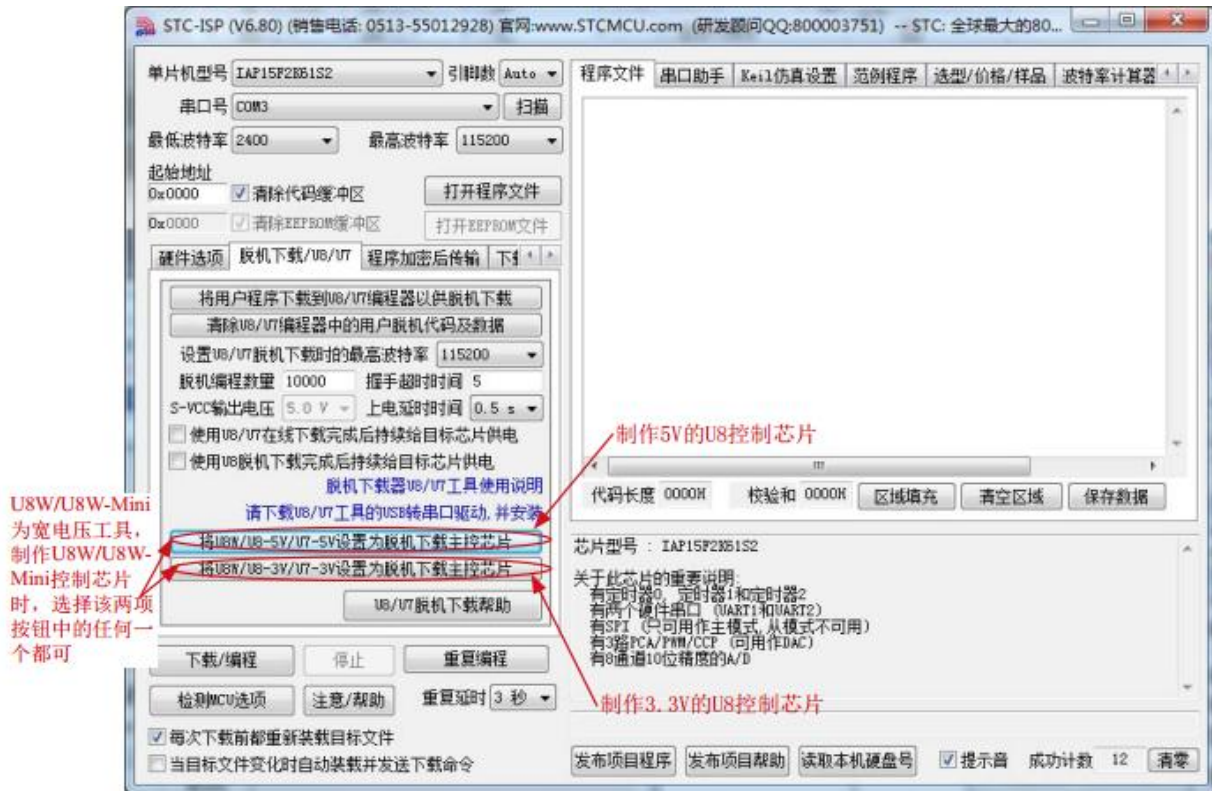 STC-ISP (V6.80) (销售电话: 0513-55012928) 官网:www.STCMCU.com (研发顾问QQ:800003751) -- STC: 全球最大的80...
单片机型号 IAP15F2K61S2 引脚数 Auto
串口号 COM3 扫描
最低波特率 2400 最高波特率 115200
起始地址
0x0000 清除代码缓冲区 打开程序文件
0x0000 清除EEPROM缓冲区 打开EEPROM文件
硬件选项 脱机下载/U8/U7 程序加密后传输
将用户程序下载到U8/U7编程器以供脱机下载
清除U8/U7编程器中的用户脱机代码及数据
设置U8/U7脱机下载时的最高波特率 115200
脱机编程数量 10000 握手超时时间 5
S-VCC输出电压 5.0 V 上电延时时间 0.5 s
使用U8/U7在线下载完成后持续给目标芯片供电
使用U8脱机下载完成后持续给目标芯片供电
脱机下载器U8/U7工具使用说明
请下载U8/U7工具的USB转串口驱动,并安装
将U8W/U8-5V/U7-5V设置为脱机下载主控芯片
将U8W/U8-3V/U7-3V设置为脱机下载主控芯片
U8/U7脱机下载帮助
下载/编程 停止 重复编程
检测MCU选项 注意/帮助 重复延时 3 秒
每次下载前都重新装载目标文件
当目标文件变化时自动装载并发送下载命令
U8W/U8W-Mini
为宽电压工具,
制作U8W/U8W-
Mini控制芯片
时，选择该两项
按钮中的任何一
个都可
程序文件 串口助手 Keil仿真设置 范例程序 选型/价格/样品 波特率计算器
制作5V的U8控制芯片
代码长度 0000H 校验和 0000H 区域填充 清空区域 保存数据
芯片型号 : IAP15F2K61S2
关于此芯片的重要说明:
有定时器0, 定时器1和定时器2
有两个硬件串口 (UART1和UART2)
有SPI (只可用作主模式,从模式不可用)
有3路PCA/PWM/CCP (可用作DAC)
有8通道10位精度的A/D
制作3.3V的U8控制芯片
发布项目程序 发布项目帮助 读取本机硬盘号 提示音 成功计数 12 清零